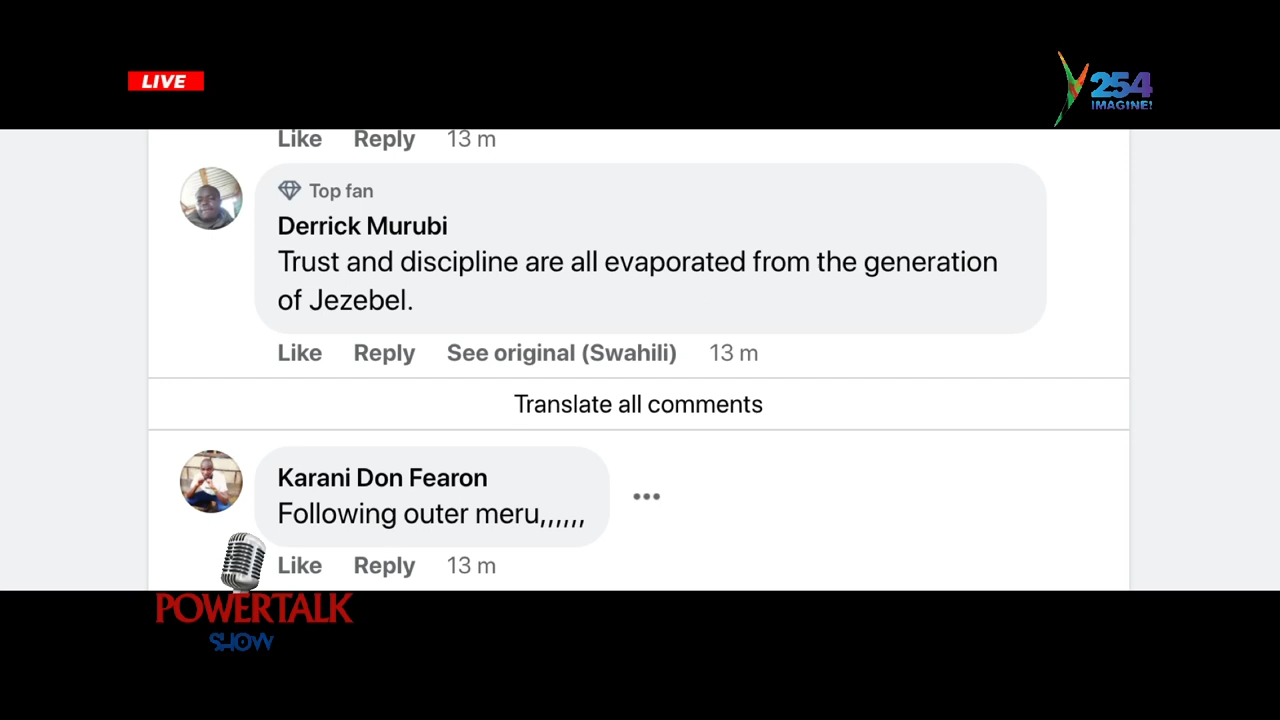 LIVE
254
IMAGINE!
Like Reply 13 m
Top fan
Derrick Murubi
Trust and discipline are all evaporated from the generation
of Jezebel.
Like Reply See original (Swahili) 13 m
Translate all comments
Karani Don Fearon
Following outer meru,,,,,,
Like Reply 13 m
POWERTALK
SHOW